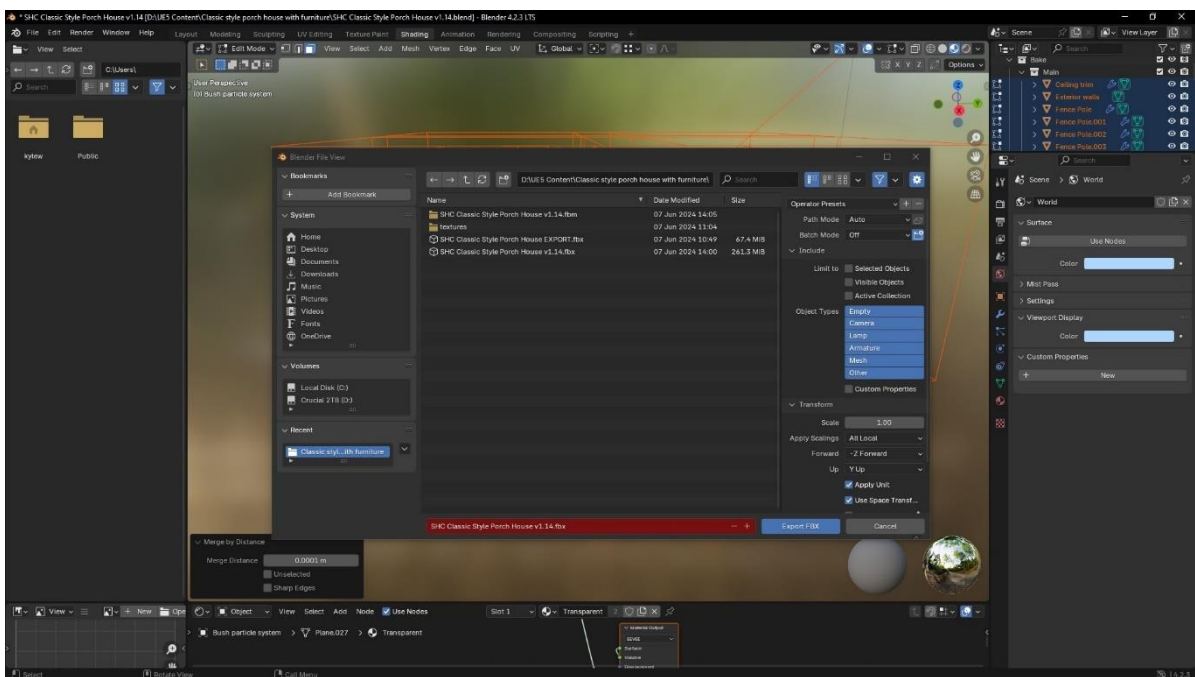 * SHC Classic Style Porch House v1.14 [D:\UE5 Content\Classic style porch house with furniture\SHC Classic Style Porch House v1.14.blend] - Blender 4.2.3 LTS
File Edit Render Window Help
Layout Modeling Sculpting UV Editing Texture Paint Shading Animation Rendering Compositing Scripting +
Scene
View Layer
View Select
Edit Mode
View Select Add Mesh Vertex Edge Face UV
Global
Search
C:\Users\
X Y Z
Options
Search
kytew
Public
User Perspective
(0) Bush particle system
Bake
Main
Ceiling trim
Exterior walls
Fence Pole
Fence Pole.001
Fence Pole.002
Fence Pole.003
Search
Scene > World
World
Surface
Use Nodes
Color
Mist Pass
Settings
Viewport Display
Color
Custom Properties
New
Blender File View
Bookmarks
Add Bookmark
System
Home
Desktop
Documents
Downloads
Music
Pictures
Videos
Fonts
OneDrive
Volumes
Local Disk (C:)
Crucial 2TB (D:)
Recent
Classic styl...ith furniture
D:\UE5 Content\Classic style porch house with furniture\
Search
Name Date Modified Size
SHC Classic Style Porch House v1.14.fbm 07 Jun 2024 14:05
textures 07 Jun 2024 11:04
SHC Classic Style Porch House EXPORT.fbx 07 Jun 2024 10:49 67.4 MiB
SHC Classic Style Porch House v1.14.fbx 07 Jun 2024 14:00 261.3 MiB
Operator Presets
Path Mode Auto
Batch Mode Off
Include
Limit to Selected Objects
Visible Objects
Active Collection
Object Types Empty
Camera
Lamp
Armature
Mesh
Other
Custom Properties
Transform
Scale 1.00
Apply Scalings All Local
Forward -Z Forward
Up Y Up
Apply Unit
Use Space Transf...
SHC Classic Style Porch House v1.14.fbx
Export FBX
Cancel
Merge by Distance
Merge Distance 0.0001 m
Unselected
Sharp Edges
View
New
Ope
Object
View Select Add Node Use Nodes
Slot 1
Transparent 2
Bush particle system > Plane.027 > Transparent
Material Output
Surface
Volume
Displacement
Select
Rotate View
Call Menu
4.2.3